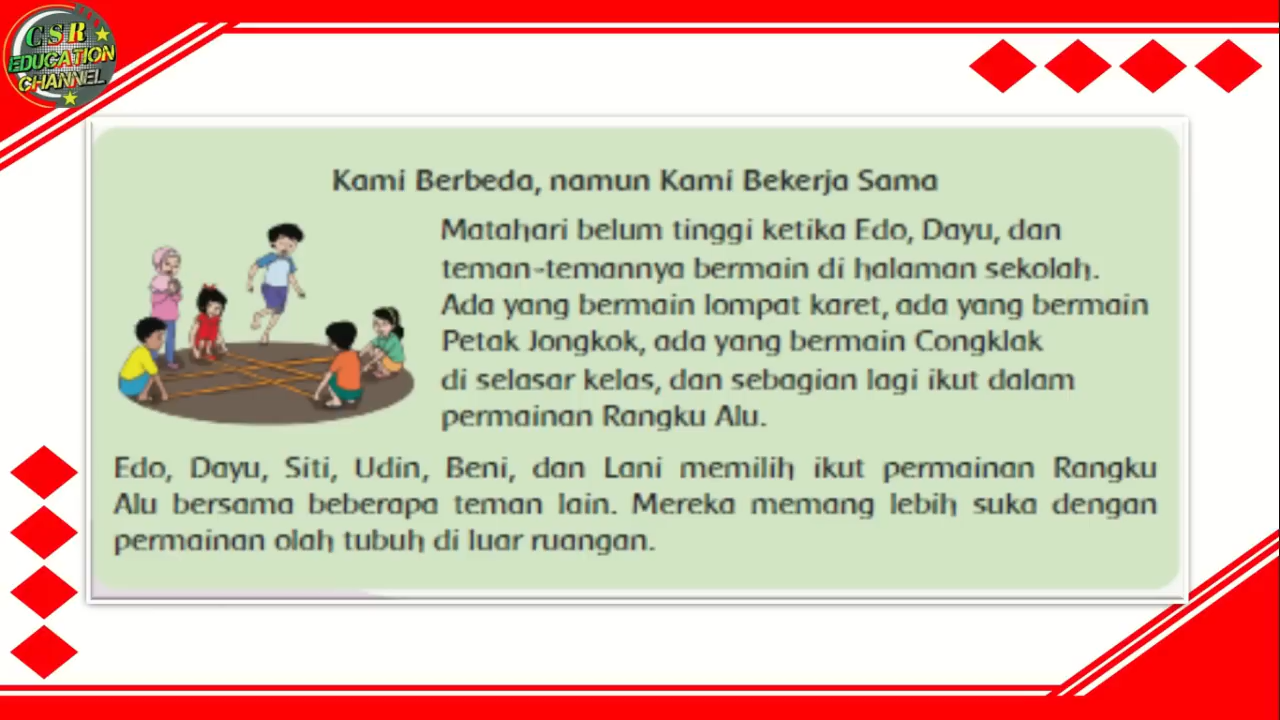 CSR
EDUCATION
CHANNEL
Kami Berbeda, namun Kami Bekerja Sama
Matahari belum tinggi ketika Edo, Dayu, dan
teman-temannya bermain di halaman sekolah.
Ada yang bermain lompat karet, ada yang bermain
Petak Jongkok, ada yang bermain Congklak
di selasar kelas, dan sebagian lagi ikut dalam
permainan Rangku Alu.
Edo, Dayu, Siti, Udin, Beni, dan Lani memilih ikut permainan Rangku
Alu bersama beberapa teman lain. Mereka memang lebih suka dengan
permainan olah tubuh di luar ruangan.